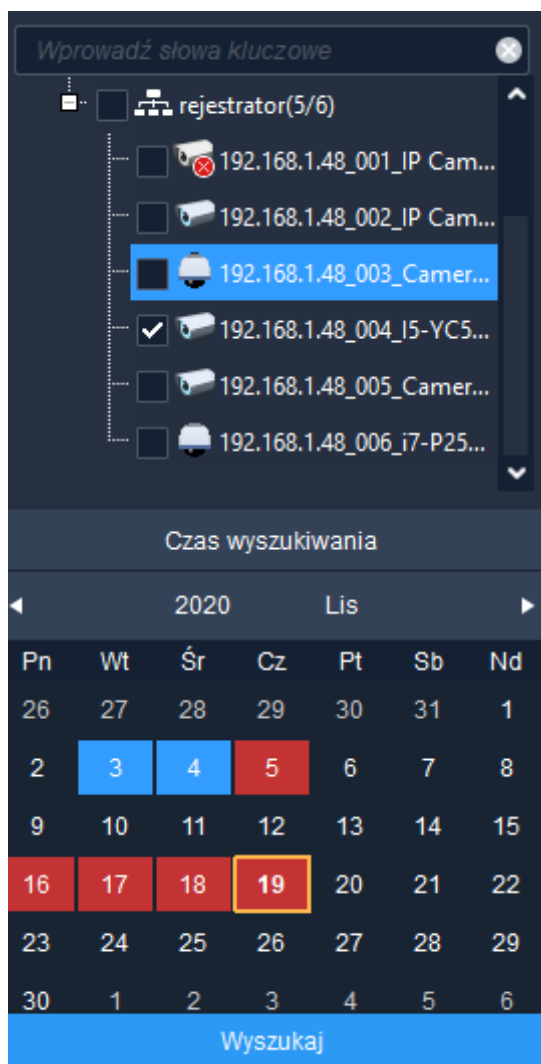 Wprowadź słowa kluczowe
rejestrator(5/6)
192.168.1.48_001_IP Cam...
192.168.1.48_002_IP Cam...
192.168.1.48_003_Camer...
192.168.1.48_004_I5-YC5...
192.168.1.48_005_Camer...
192.168.1.48_006_i7-P25...
Czas wyszukiwania
2020 Lis
Pn Wt Śr Cz Pt Sb Nd
26 27 28 29 30 31 1
2 3 4 5 6 7 8
9 10 11 12 13 14 15
16 17 18 19 20 21 22
23 24 25 26 27 28 29
30 1 2 3 4 5 6
Wyszukaj